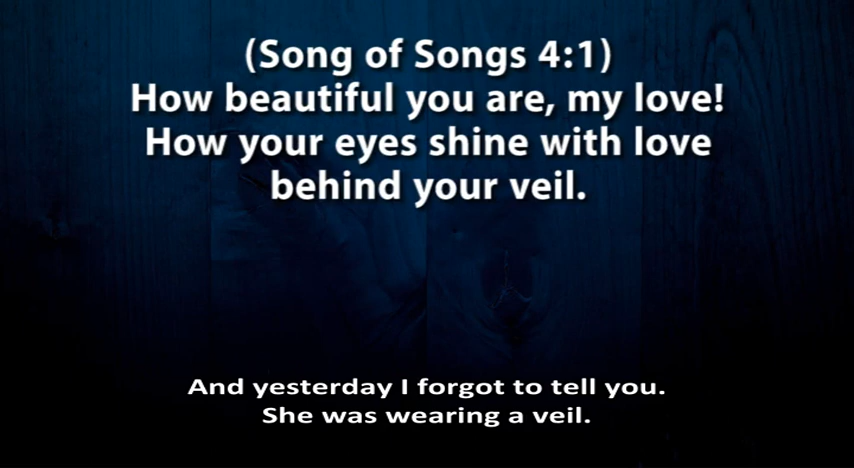 (Song of Songs 4:1)
How beautiful you are, my love!
How your eyes shine with love
behind your veil.
And yesterday I forgot to tell you.
She was wearing a veil.